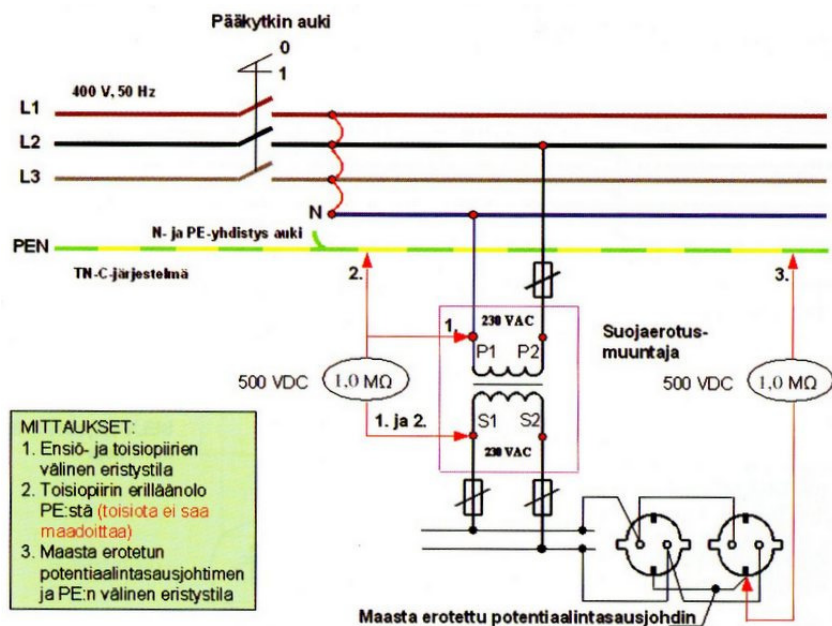 Pääkytkin auki
0
1
400 V, 50 Hz
L1
L2
L3
N
N- ja PE-yhdistys auki
PEN
TN-C-järjestelmä
2.
3.
1.
230 VAC
P1 P2
Suojaerotus-
muuntaja
500 VDC
1,0 MΩ
500 VDC
1,0 MΩ
1. ja 2.
S1 S2
230 VAC
MITTAUKSET:
1. Ensiö- ja toisiopiirien
välinen eristystila
2. Toisiopiirin erilläänolo
PE:stä (toisiota ei saa
maadoittaa)
3. Maasta erotetun
potentiaalintasausjohtimen
ja PE:n välinen eristystila
Maasta erotettu potentiaalintasausjohdin